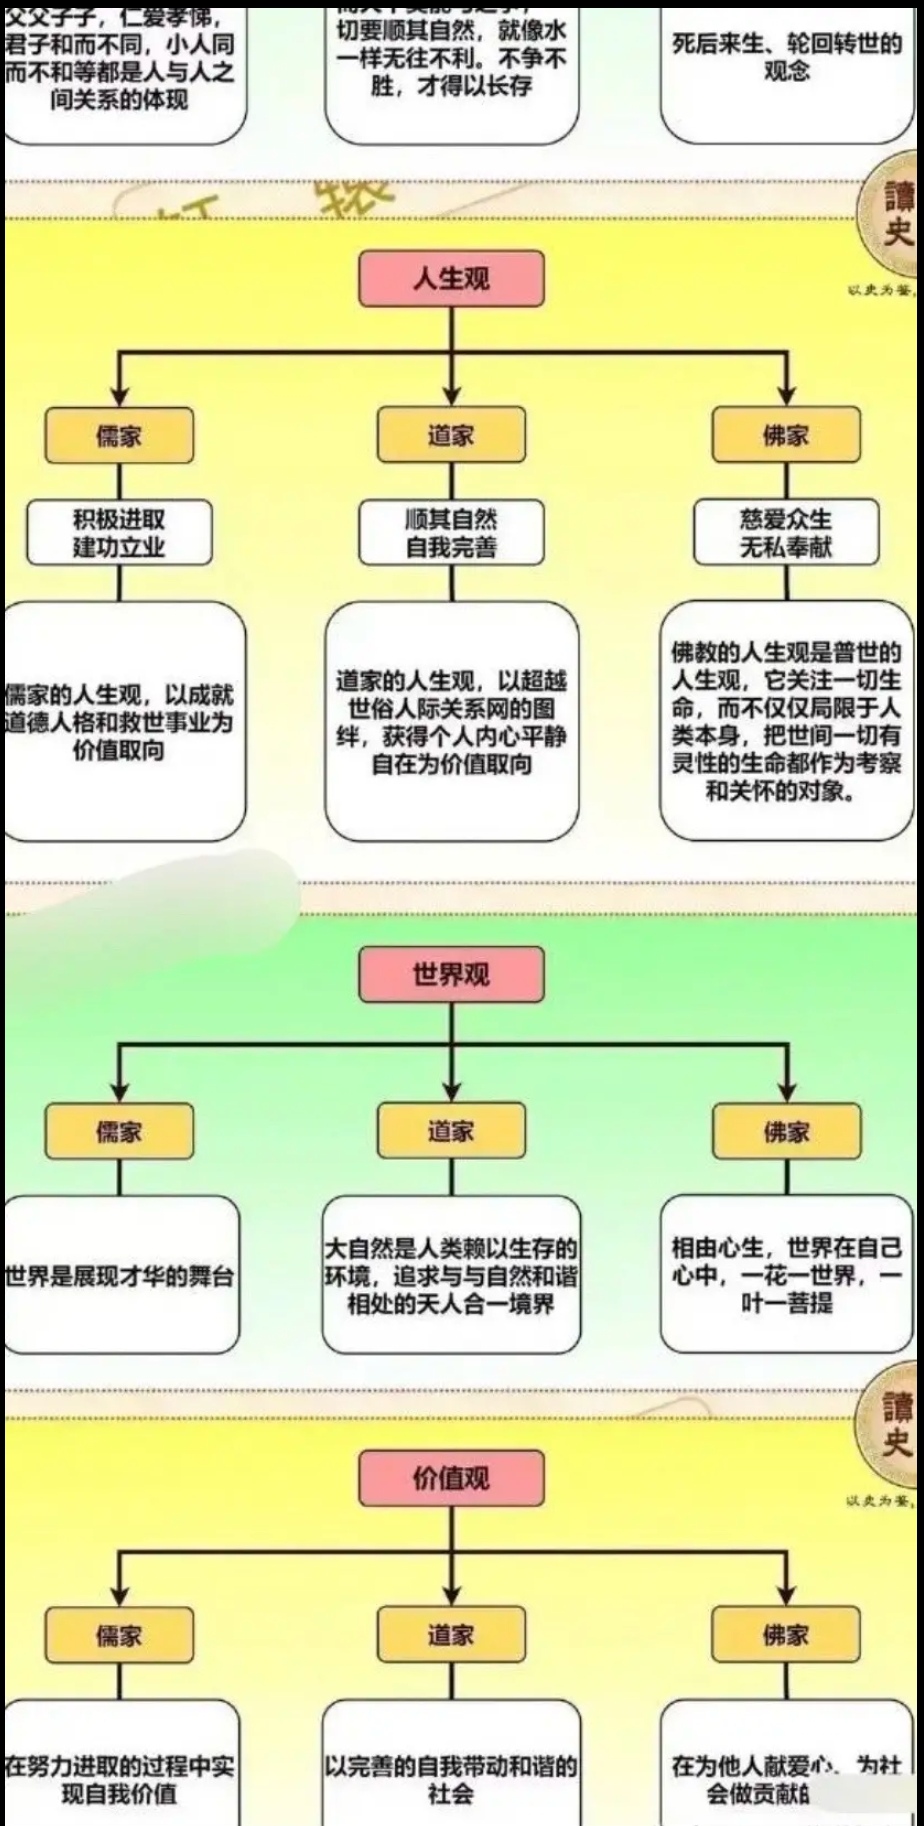 父父子子，仁爱孝悌，
君子和而不同，小人同
而不和等都是人与人之
间关系的体现
切要顺其自然，就像水
一样无往不利。不争不
胜，才得以长存
死后来生、轮回转世的
观念
讀
史
以史为鉴，
人生观
儒家
道家
佛家
积极进取
建功立业
顺其自然
自我完善
慈爱众生
无私奉献
儒家的人生观，以成就
道德人格和救世事业为
价值取向
道家的人生观，以超越
世俗人际关系网的图
绊，获得个人内心平静
自在为价值取向
佛教的人生观是普世的
人生观，它关注一切生
命，而不仅仅局限于人
类本身，把世间一切有
灵性的生命都作为考察
和关怀的对象。
世界观
儒家
道家
佛家
世界是展现才华的舞台
大自然是人类赖以生存的
环境，追求与与自然和谐
相处的天人合一境界
相由心生，世界在自己
心中，一花一世界，一
叶一菩提
讀
史
以史为鉴，
价值观
儒家
道家
佛家
在努力进取的过程中实
现自我价值
以完善的自我带动和谐的
社会
在为他人献爱心、为社
会做贡献